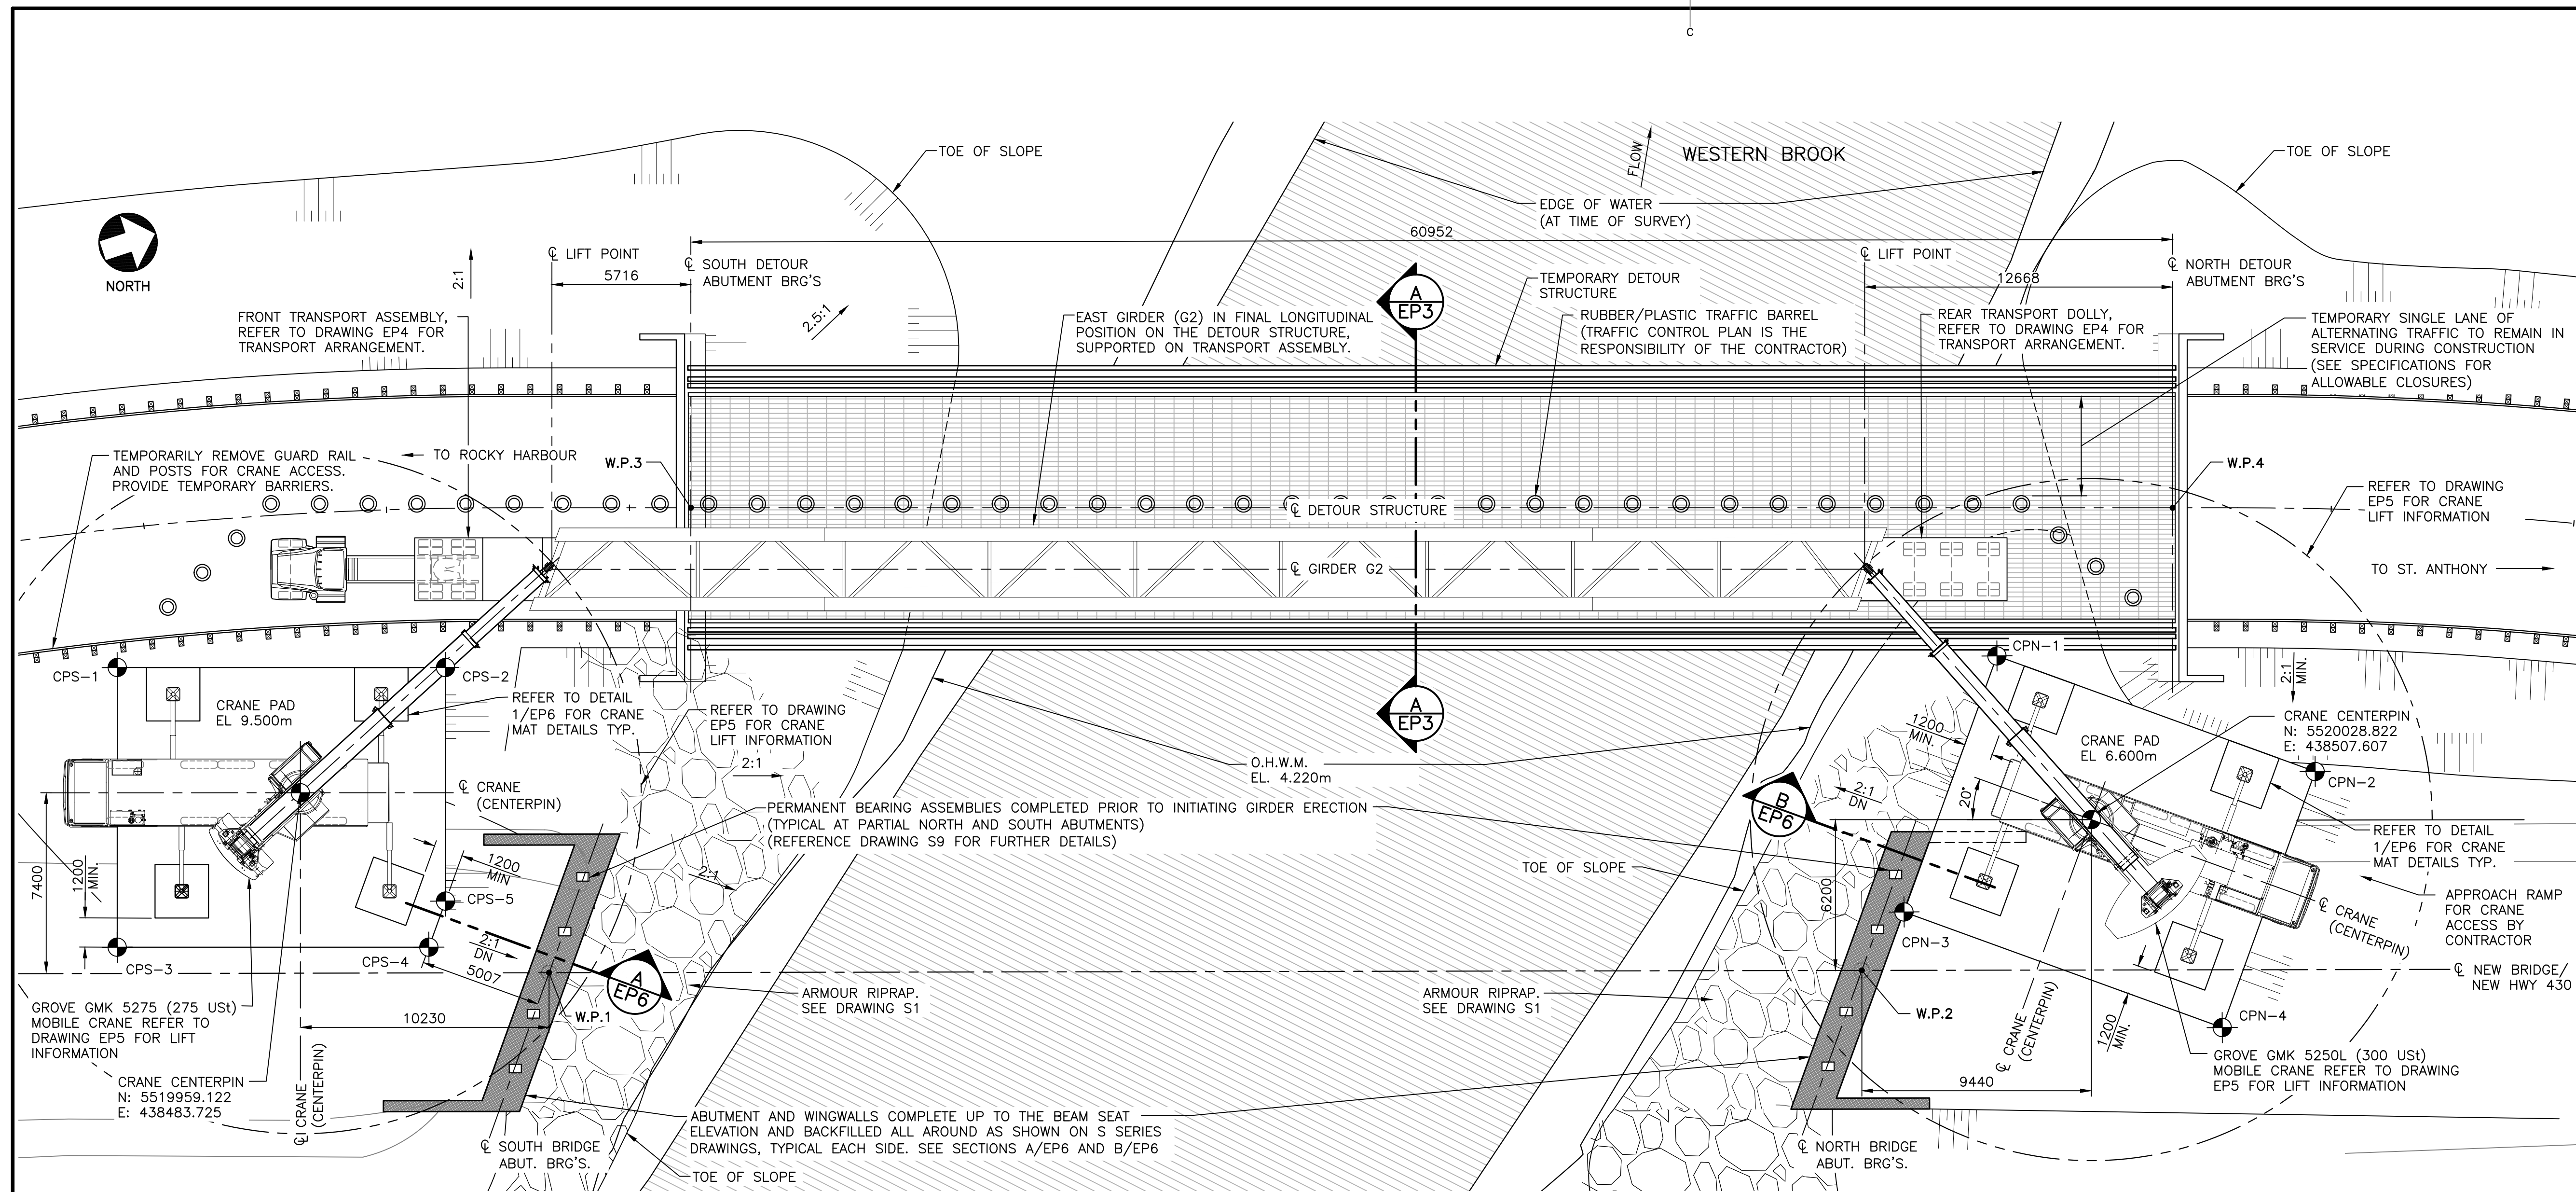 C
TOE OF SLOPE
FLOW
WESTERN BROOK
TOE OF SLOPE
NORTH
2:1
EDGE OF WATER
(AT TIME OF SURVEY)
60952
℄ LIFT POINT
5716
℄ SOUTH DETOUR
ABUTMENT BRG'S
℄ LIFT POINT
12668
℄ NORTH DETOUR
ABUTMENT BRG'S
2.5:1
A
EP3
TEMPORARY DETOUR
STRUCTURE
FRONT TRANSPORT ASSEMBLY,
REFER TO DRAWING EP4 FOR
TRANSPORT ARRANGEMENT.
EAST GIRDER (G2) IN FINAL LONGITUDINAL
POSITION ON THE DETOUR STRUCTURE,
SUPPORTED ON TRANSPORT ASSEMBLY.
RUBBER/PLASTIC TRAFFIC BARREL
(TRAFFIC CONTROL PLAN IS THE
RESPONSIBILITY OF THE CONTRACTOR)
REAR TRANSPORT DOLLY,
REFER TO DRAWING EP4 FOR
TRANSPORT ARRANGEMENT.
TEMPORARY SINGLE LANE OF
ALTERNATING TRAFFIC TO REMAIN IN
SERVICE DURING CONSTRUCTION
(SEE SPECIFICATIONS FOR
ALLOWABLE CLOSURES)
TEMPORARILY REMOVE GUARD RAIL
AND POSTS FOR CRANE ACCESS.
PROVIDE TEMPORARY BARRIERS.
TO ROCKY HARBOUR
W.P.3
W.P.4
REFER TO DRAWING
EP5 FOR CRANE
LIFT INFORMATION
℄ DETOUR STRUCTURE
℄ GIRDER G2
TO ST. ANTHONY
CPS-1
CPS-2
CRANE PAD
EL 9.500m
REFER TO DETAIL
1/EP6 FOR CRANE
MAT DETAILS TYP.
REFER TO DRAWING
EP5 FOR CRANE
LIFT INFORMATION
2:1
A
EP3
O.H.W.M.
EL. 4.220m
CPN-1
2:1
MIN.
1200
MIN.
CRANE PAD
EL 6.600m
CRANE CENTERPIN
N: 5520028.822
E: 438507.607
CPN-2
℄ CRANE
(CENTERPIN)
PERMANENT BEARING ASSEMBLIES COMPLETED PRIOR TO INITIATING GIRDER ERECTION
(TYPICAL AT PARTIAL NORTH AND SOUTH ABUTMENTS)
(REFERENCE DRAWING S9 FOR FURTHER DETAILS)
B
EP6
2:1
DN
20°
REFER TO DETAIL
1/EP6 FOR CRANE
MAT DETAILS TYP.
7400
1200
MIN.
1200
MIN
2:1
TOE OF SLOPE
6200
APPROACH RAMP
FOR CRANE
ACCESS BY
CONTRACTOR
℄ CRANE
(CENTERPIN)
CPS-5
CPS-3
CPS-4
2:1
DN
5007
A
EP6
CPN-3
℄ NEW BRIDGE/
NEW HWY 430
GROVE GMK 5275 (275 USt)
MOBILE CRANE REFER TO
DRAWING EP5 FOR LIFT
INFORMATION
10230
W.P.1
ARMOUR RIPRAP.
SEE DRAWING S1
ARMOUR RIPRAP.
SEE DRAWING S1
W.P.2
℄ CRANE
(CENTERPIN)
1200
MIN.
CPN-4
GROVE GMK 5250L (300 USt)
MOBILE CRANE REFER TO DRAWING
EP5 FOR LIFT INFORMATION
9440
CRANE CENTERPIN
N: 5519959.122
E: 438483.725
℄ CRANE
(CENTERPIN)
℄ SOUTH BRIDGE
ABUT. BRG'S.
ABUTMENT AND WINGWALLS COMPLETE UP TO THE BEAM SEAT
ELEVATION AND BACKFILLED ALL AROUND AS SHOWN ON S SERIES
DRAWINGS, TYPICAL EACH SIDE. SEE SECTIONS A/EP6 AND B/EP6
TOE OF SLOPE
℄ NORTH BRIDGE
ABUT. BRG'S.